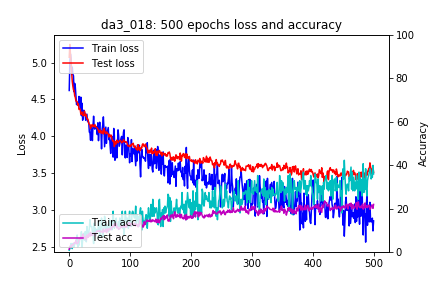 da3_018: 500 epochs loss and accuracy
Train loss
Test loss
Train acc
Test acc
Loss
5.0
4.5
4.0
3.5
3.0
2.5
Accuracy
100
80
60
40
20
0
0 100 200 300 400 500